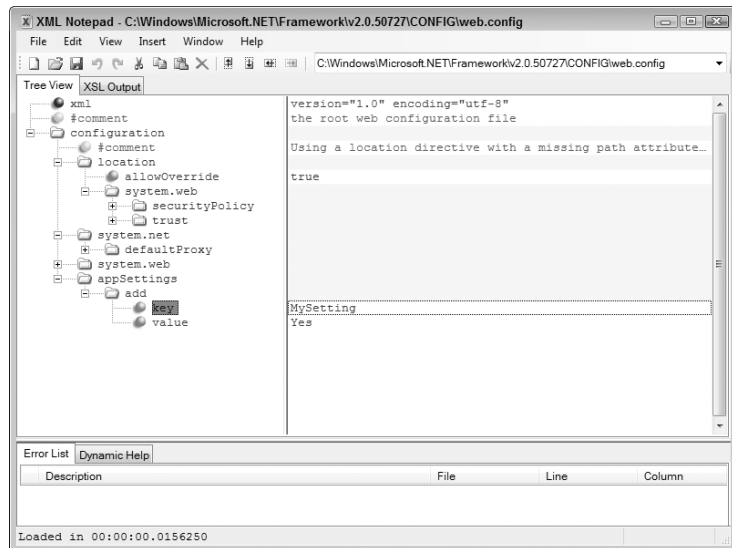 XML Notepad - C:\Windows\Microsoft.NET\Framework\v2.0.50727\CONFIG\web.config
File Edit View Insert Window Help
C:\Windows\Microsoft.NET\Framework\v2.0.50727\CONFIG\web.config
Tree View XSL Output
xml version="1.0" encoding="utf-8"
#comment the root web configuration file
configuration
#comment Using a location directive with a missing path attribute…
location
allowOverride true
system.web
securityPolicy
trust
system.net
defaultProxy
system.web
appSettings
add
key MySetting
value Yes
Error List Dynamic Help
Description File Line Column
Loaded in 00:00:00.0156250